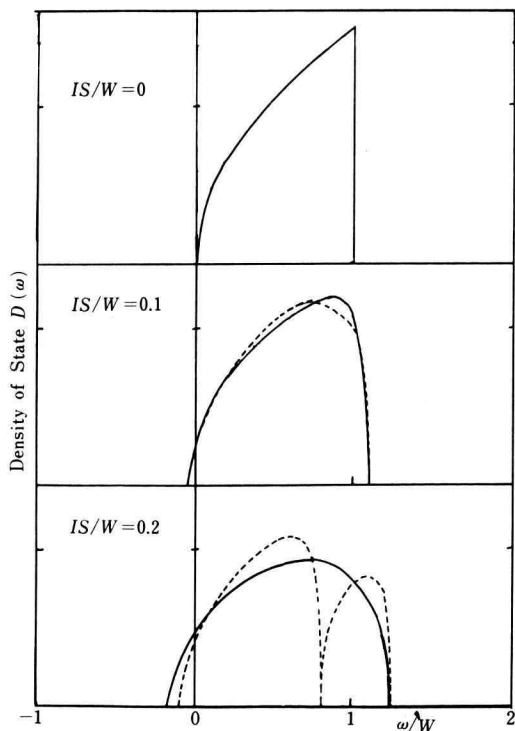 IS/W=0
IS/W=0.1
Density of State D(ω)
IS/W=0.2
-1
0
1
ω/W
2